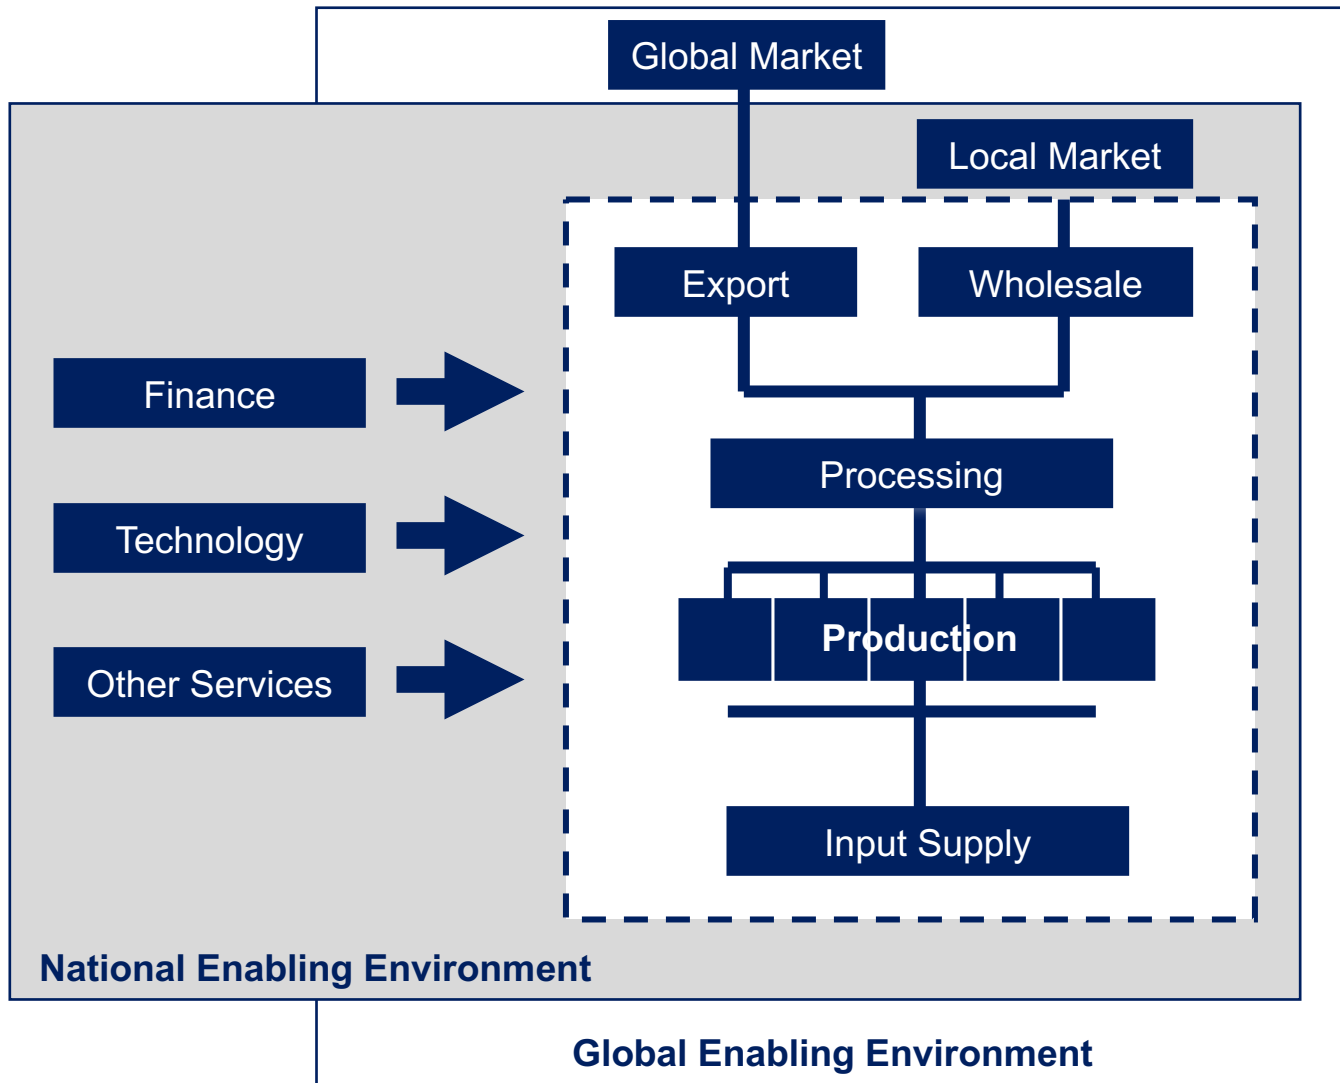 Global Market
Local Market
Export
Wholesale
Finance
Processing
Technology
Production
Other Services
Input Supply
National Enabling Environment
Global Enabling Environment